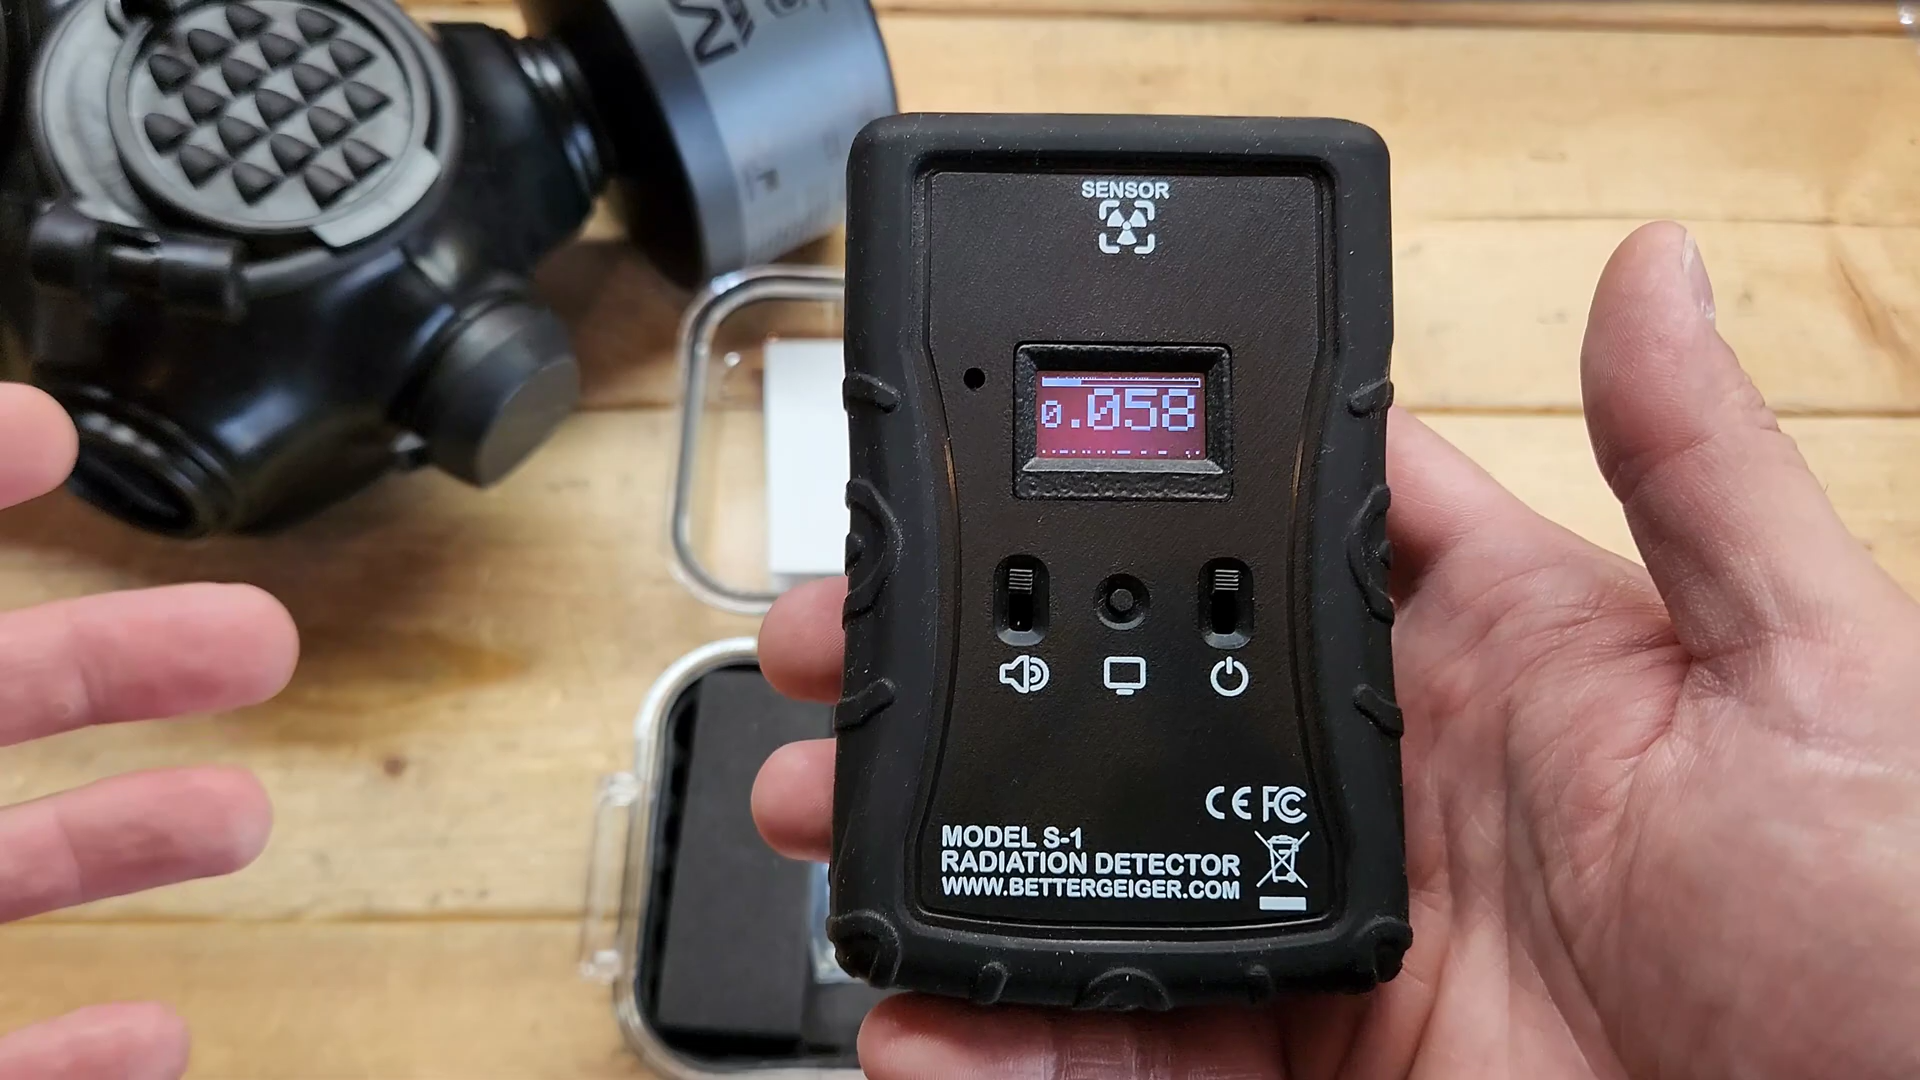 SENSOR
0.058
CE FC
MODEL S-1
RADIATION DETECTOR
WWW.BETTERGEIGER.COM